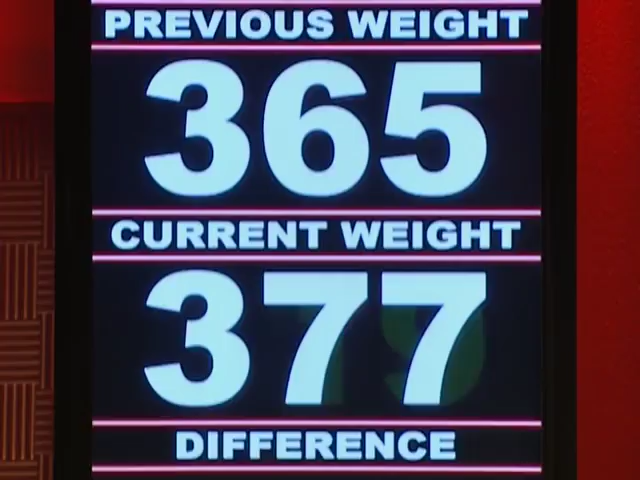 PREVIOUS WEIGHT
365
CURRENT WEIGHT
377
DIFFERENCE